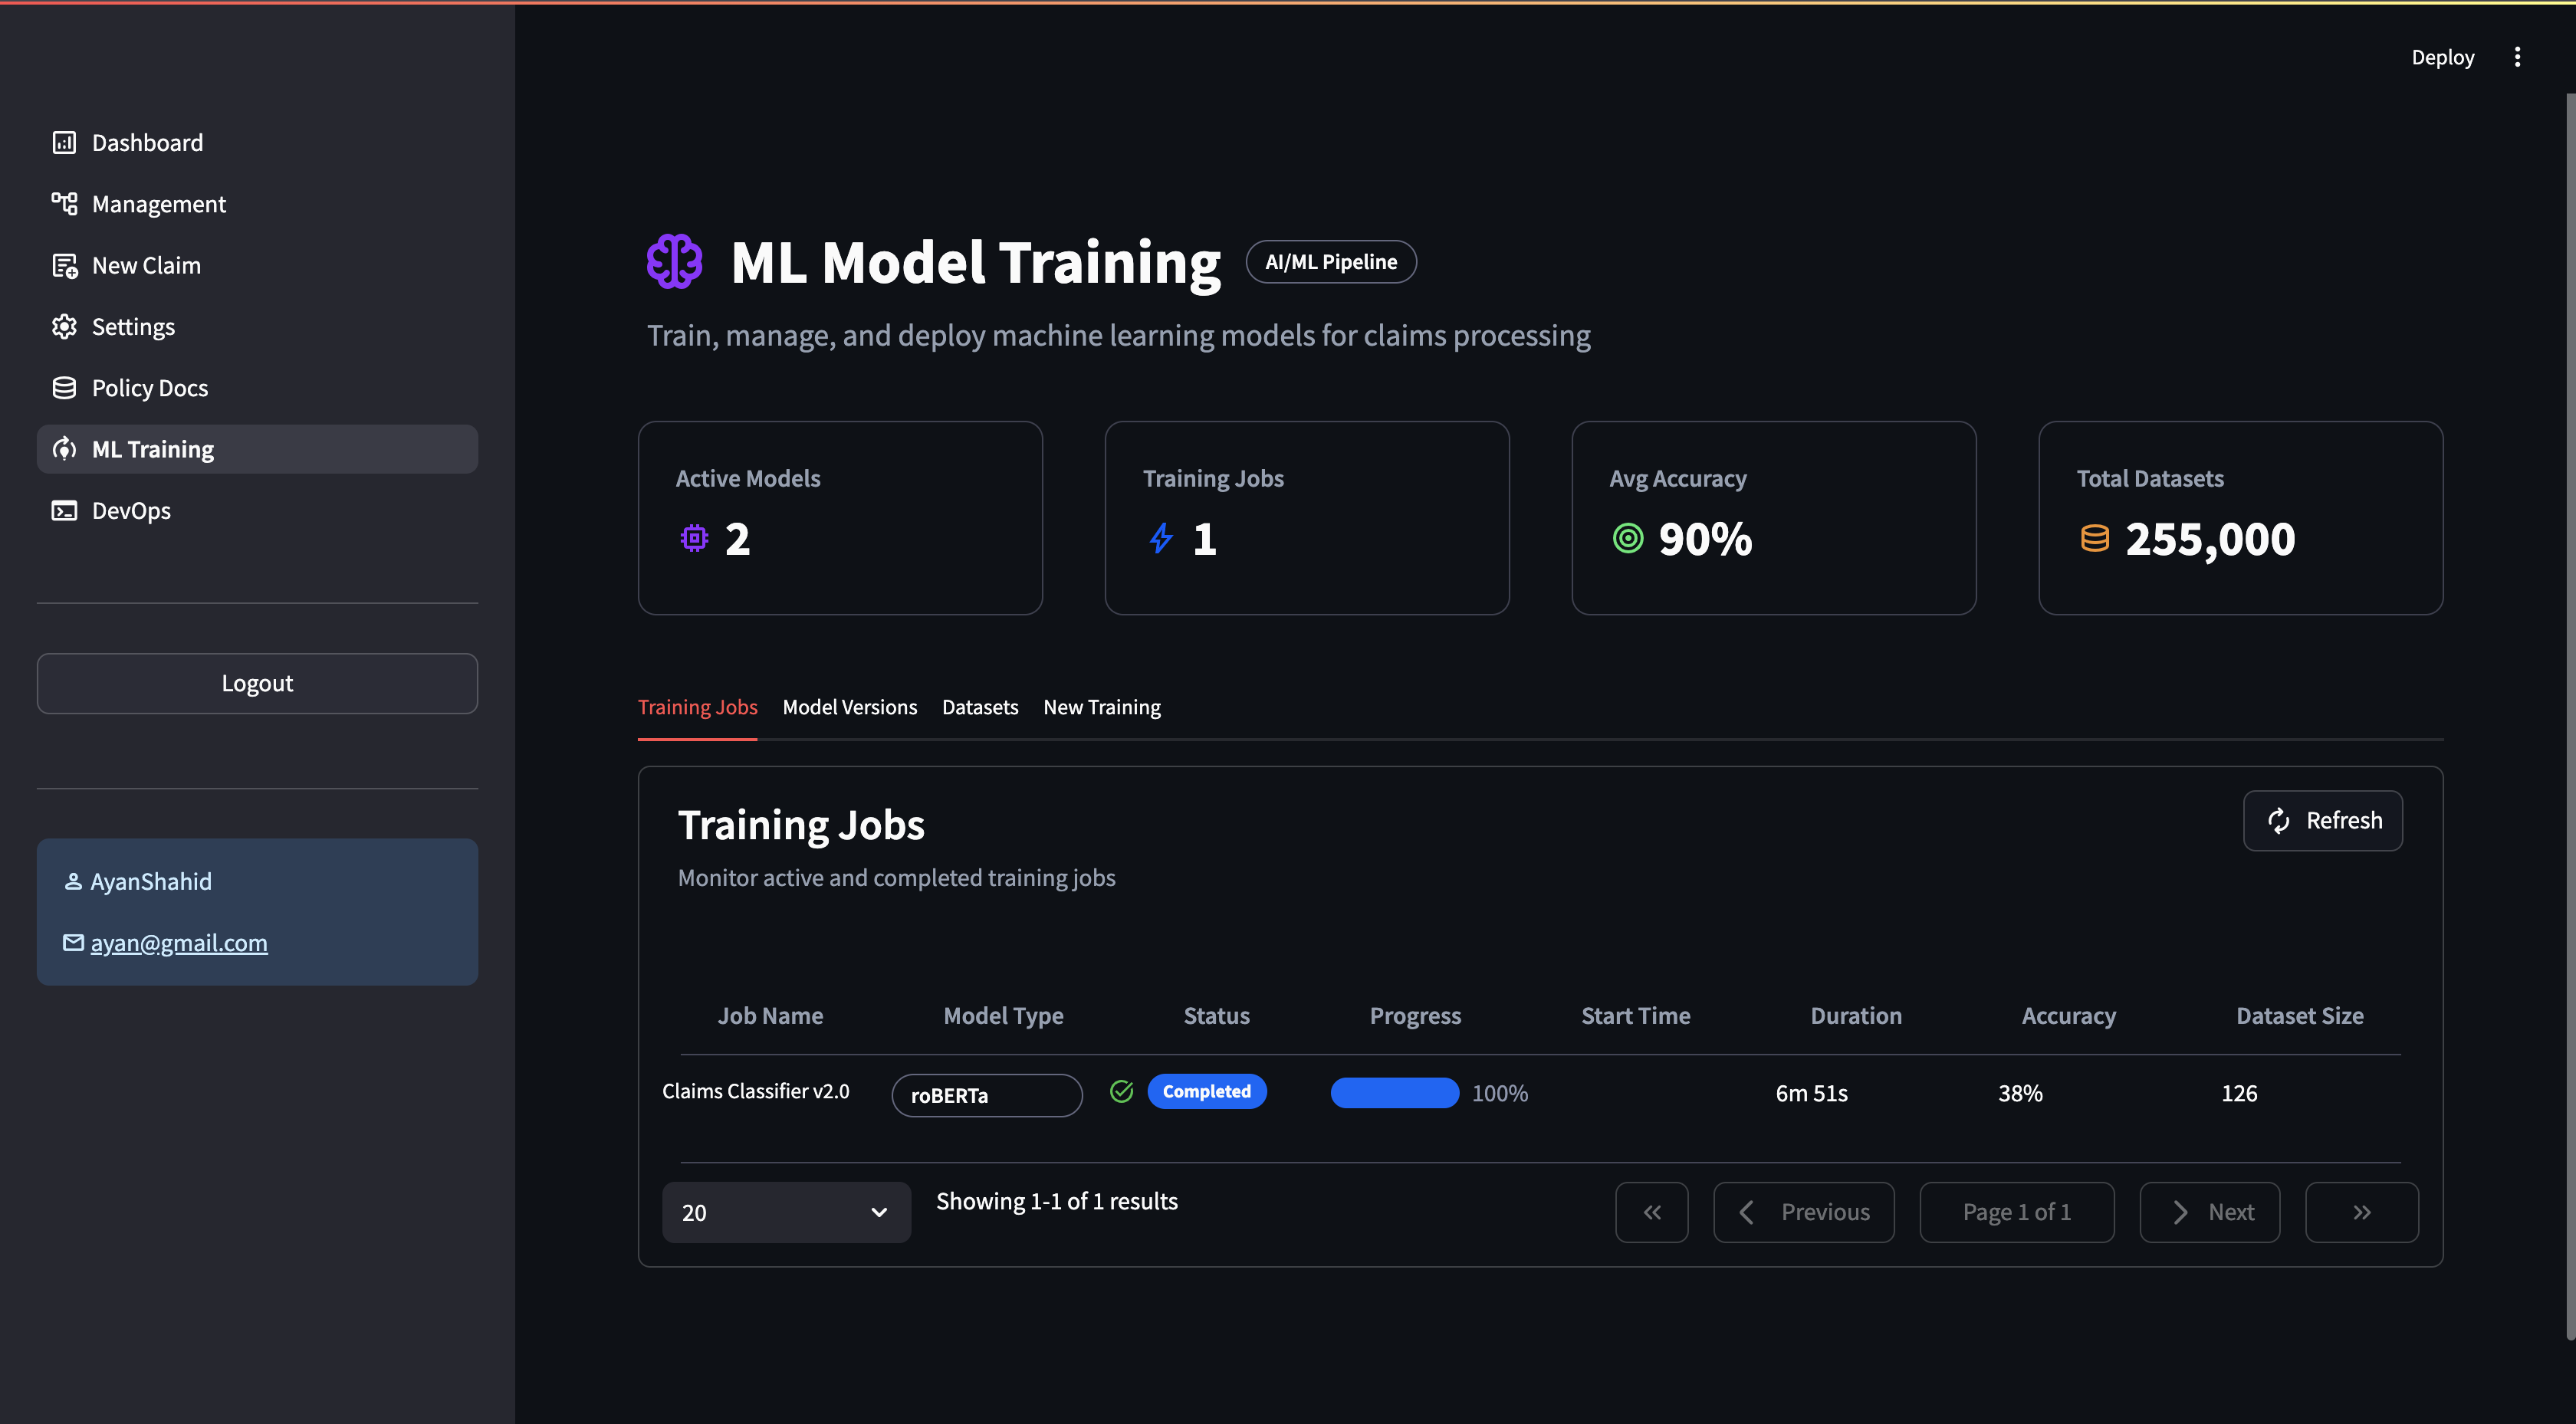 Deploy
Dashboard
Management
New Claim
Settings
Policy Docs
ML Training
DevOps
Logout
AyanShahid
ayan@gmail.com
ML Model Training
AI/ML Pipeline
Train, manage, and deploy machine learning models for claims processing
Active Models
2
Training Jobs
1
Avg Accuracy
90%
Total Datasets
255,000
Training Jobs Model Versions Datasets New Training
Training Jobs
Refresh
Monitor active and completed training jobs
Job Name Model Type Status Progress Start Time Duration Accuracy Dataset Size
Claims Classifier v2.0 roBERTa Completed 100% 6m 51s 38% 126
20 Showing 1-1 of 1 results Previous Page 1 of 1 Next